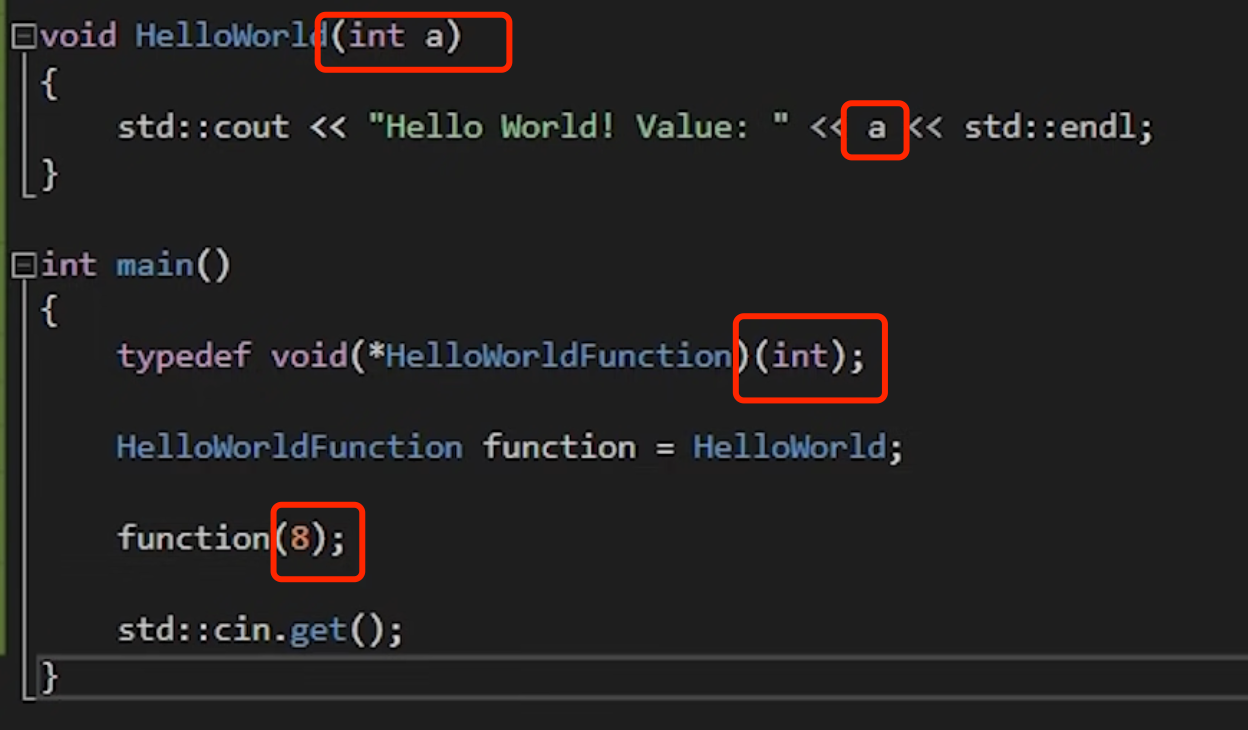 void HelloWorld(int a)
{
    std::cout << "Hello World! Value: " << a << std::endl;
}
int main()
{
    typedef void(*HelloWorldFunction)(int);
    HelloWorldFunction function = HelloWorld;
    function(8);
    std::cin.get();
}